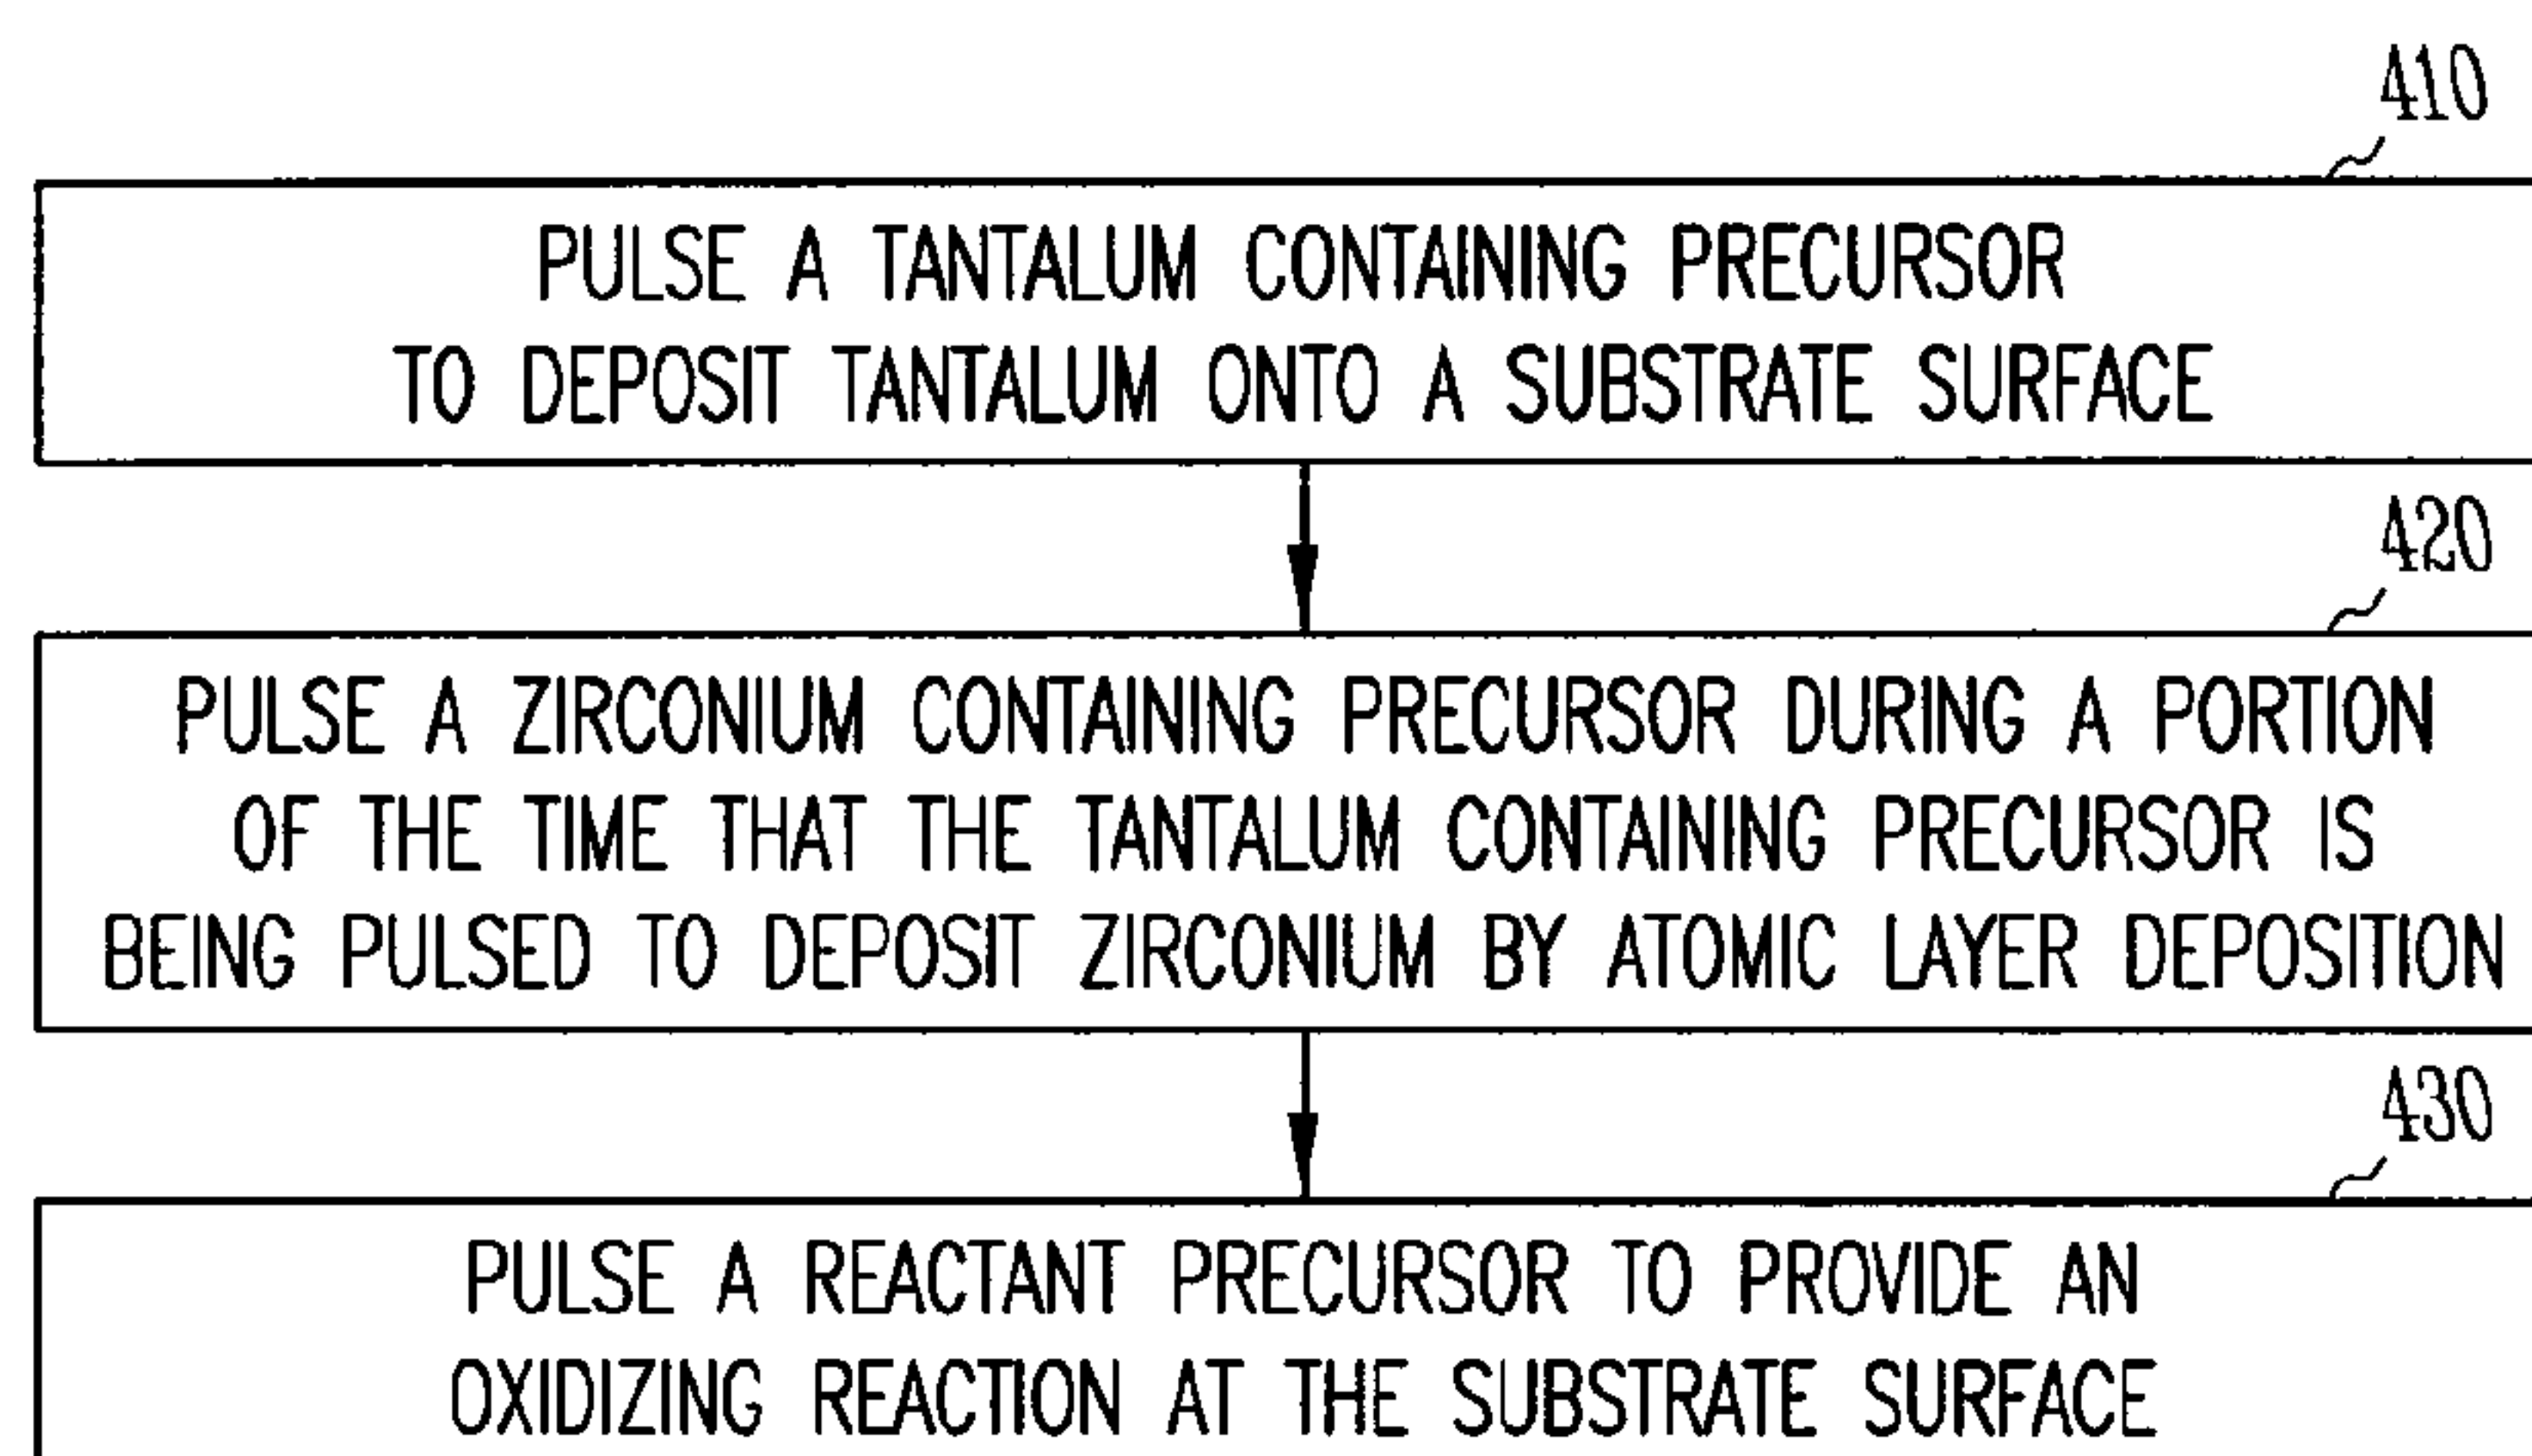 410
PULSE A TANTALUM CONTAINING PRECURSOR
TO DEPOSIT TANTALUM ONTO A SUBSTRATE SURFACE
420
PULSE A ZIRCONIUM CONTAINING PRECURSOR DURING A PORTION
OF THE TIME THAT THE TANTALUM CONTAINING PRECURSOR IS
BEING PULSED TO DEPOSIT ZIRCONIUM BY ATOMIC LAYER DEPOSITION
430
PULSE A REACTANT PRECURSOR TO PROVIDE AN
OXIDIZING REACTION AT THE SUBSTRATE SURFACE